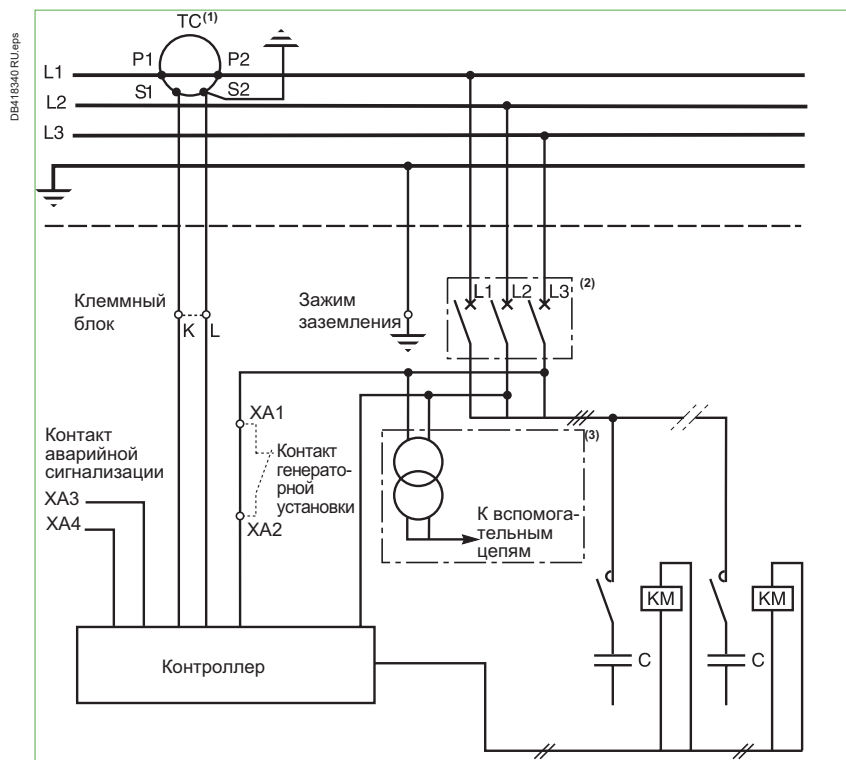 DB418340 RU.eps
TC(1)
P1
P2
L1
S1
S2
L2
L3
Клеммный
блок
K
L
Зажим
заземления
L1
L2
L3
(2)
XA1
Контакт
генерато-
рной
установки
XA2
Контакт
аварийной
сигнализации
XA3
XA4
(3)
К вспомога-
тельным
цепям
KM
KM
C
C
Контроллер